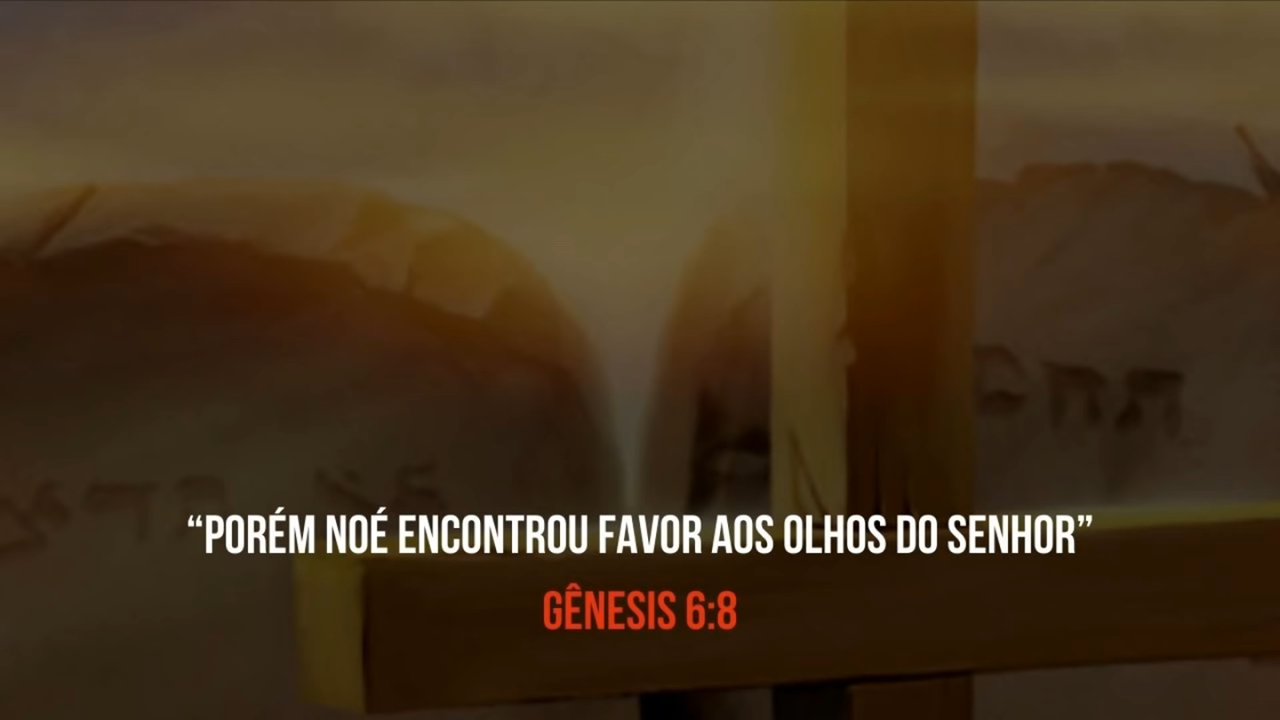 “PORÉM NOÉ ENCONTROU FAVOR AOS OLHOS DO SENHOR”
GÊNESIS 6:8